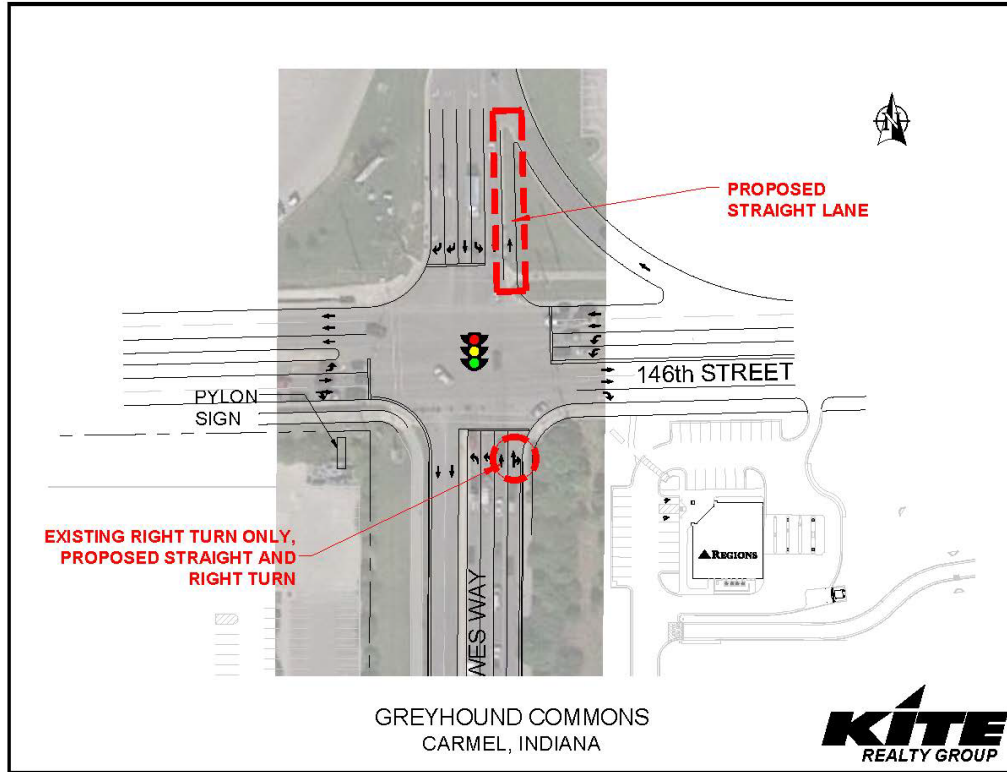 N
PROPOSED
STRAIGHT LANE
146th STREET
PYLON
SIGN
EXISTING RIGHT TURN ONLY,
PROPOSED STRAIGHT AND
RIGHT TURN
REGIONS
WAY
GREYHOUND COMMONS
CARMEL, INDIANA
KITE
REALTY GROUP